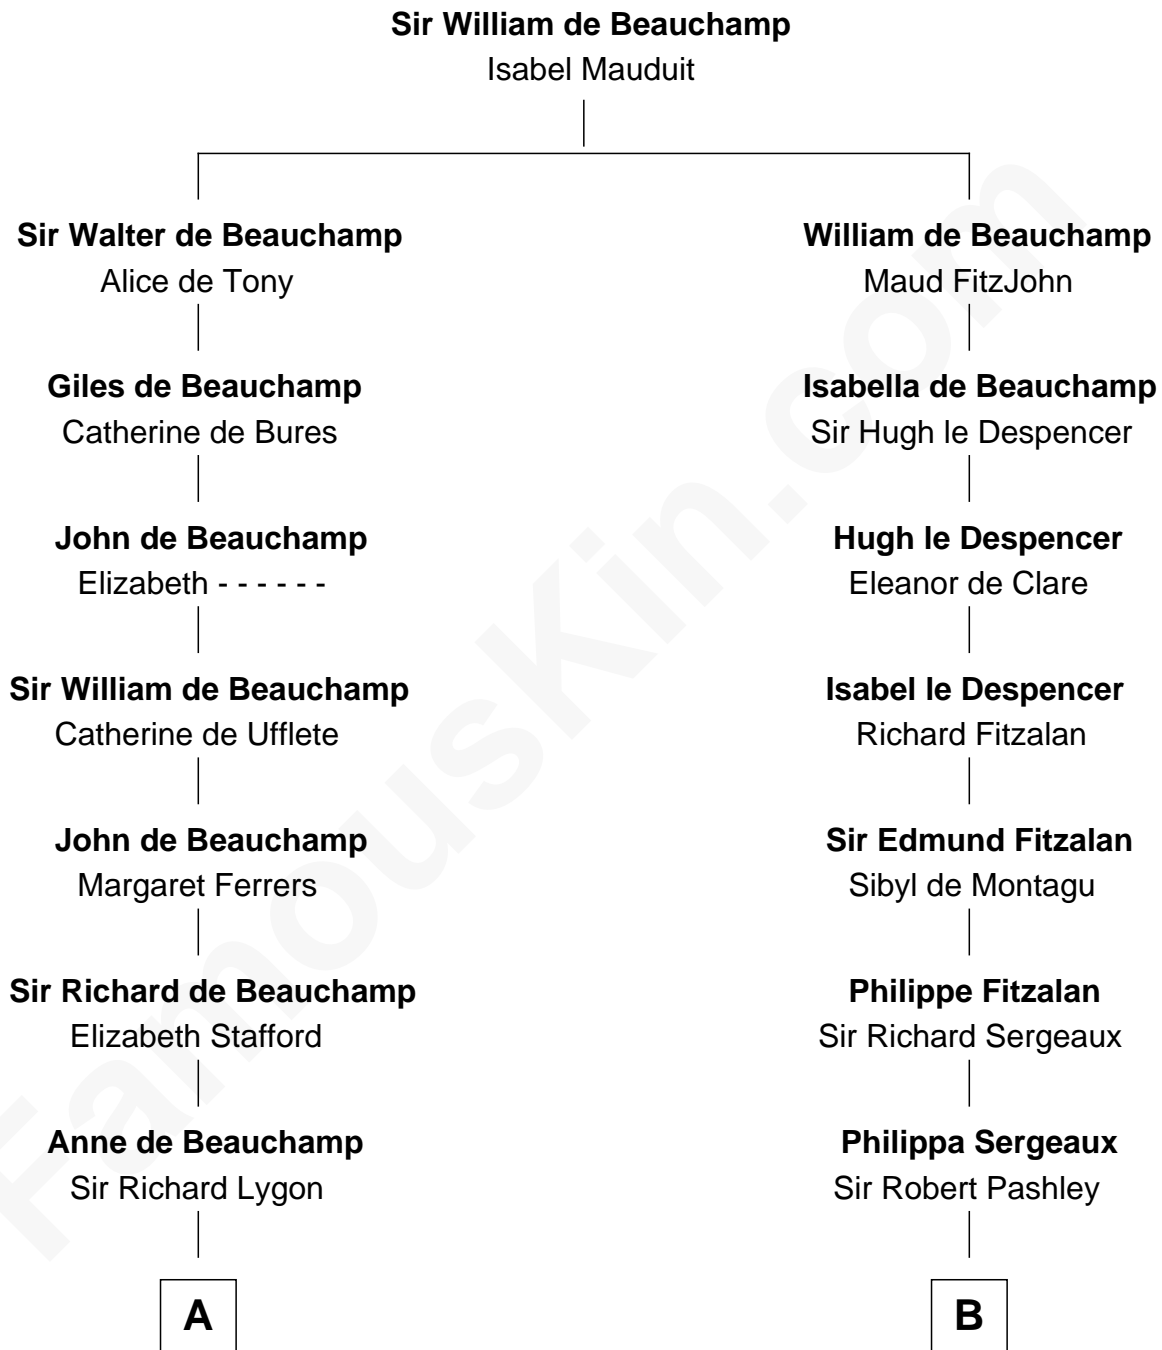 Sir William de Beauchamp
Isabel Mauduit
Sir Walter de Beauchamp
Alice de Tony
William de Beauchamp
Maud FitzJohn
Giles de Beauchamp
Catherine de Bures
Isabella de Beauchamp
Sir Hugh le Despencer
John de Beauchamp
Elizabeth - - - - - -
Hugh le Despencer
Eleanor de Clare
Sir William de Beauchamp
Catherine de Ufflete
Isabel le Despencer
Richard Fitzalan
John de Beauchamp
Margaret Ferrers
Sir Edmund Fitzalan
Sibyl de Montagu
Sir Richard de Beauchamp
Elizabeth Stafford
Philippe Fitzalan
Sir Richard Sergeaux
Anne de Beauchamp
Sir Richard Lygon
Philippa Sergeaux
Sir Robert Pashley
A
B
FamousKin.com